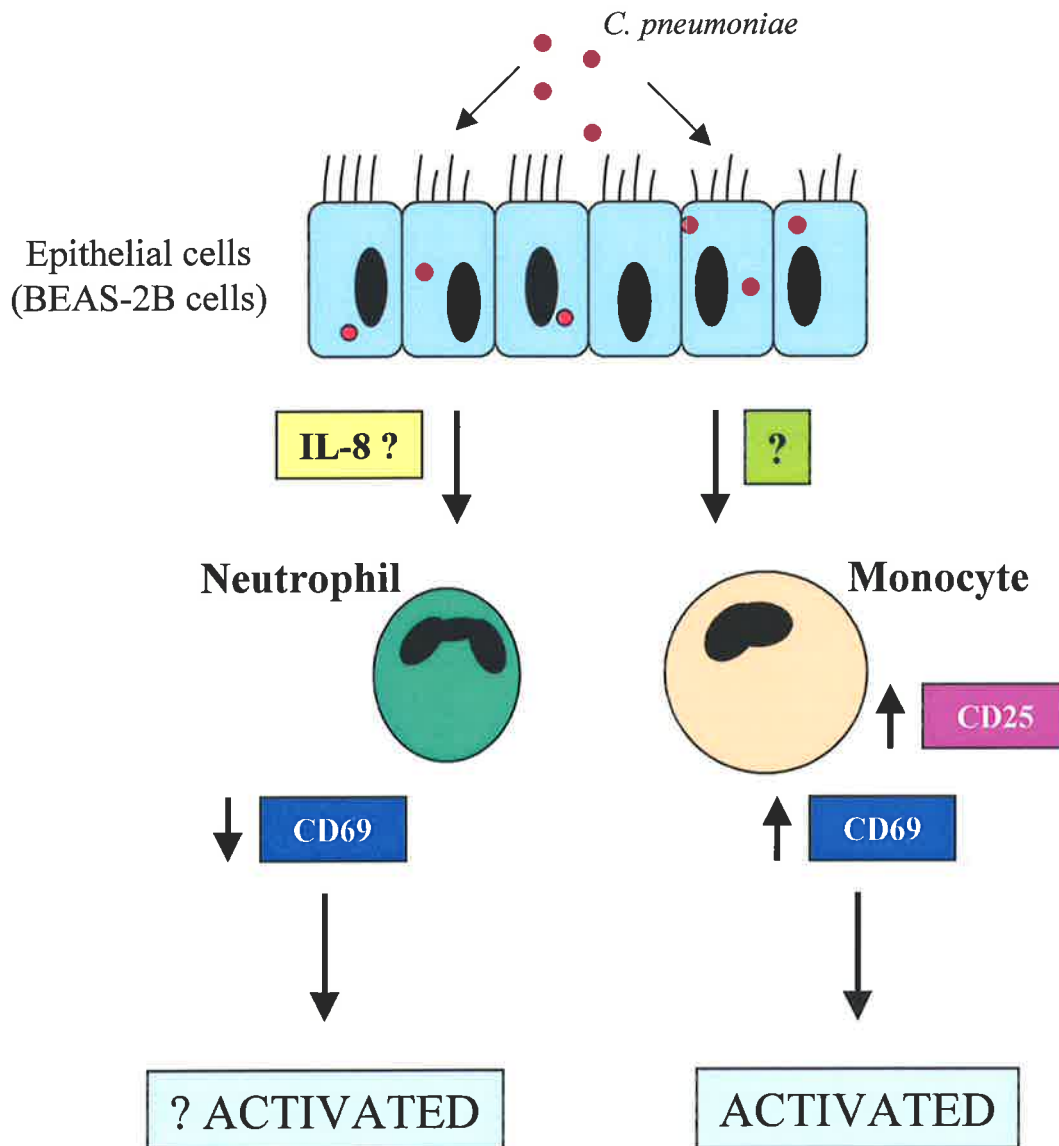 C. pneumoniae
Epithelial cells
(BEAS-2B cells)
IL-8 ?
?
Neutrophil
Monocyte
CD25
CD69
CD69
? ACTIVATED
ACTIVATED